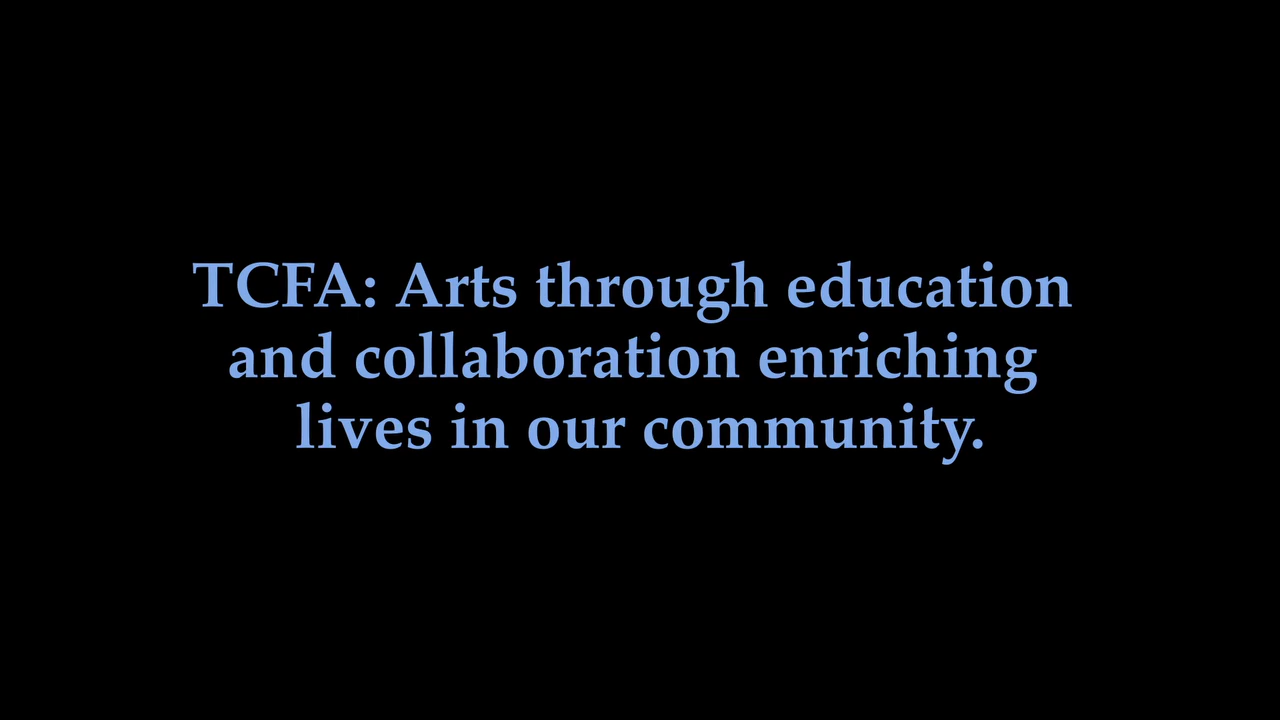 TCFA: Arts through education
and collaboration enriching
lives in our community.